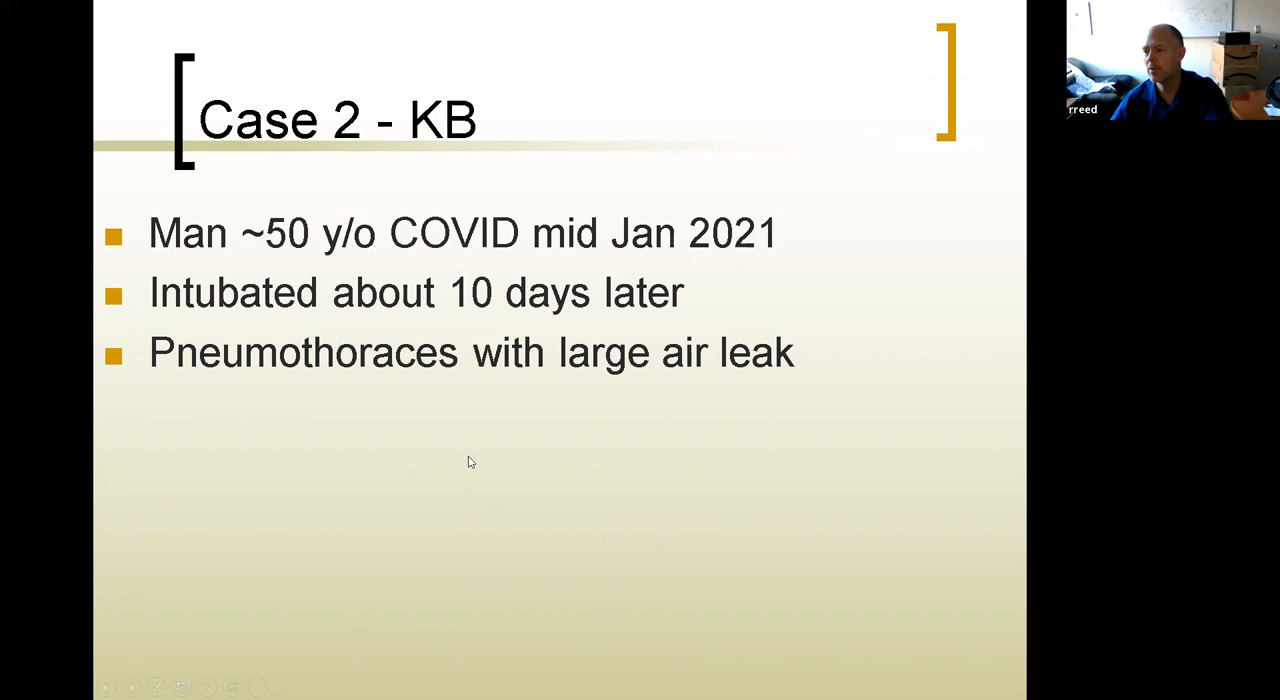 Case 2 - KB
Man ~50 y/o COVID mid Jan 2021
Intubated about 10 days later
Pneumothoraces with large air leak
rreed